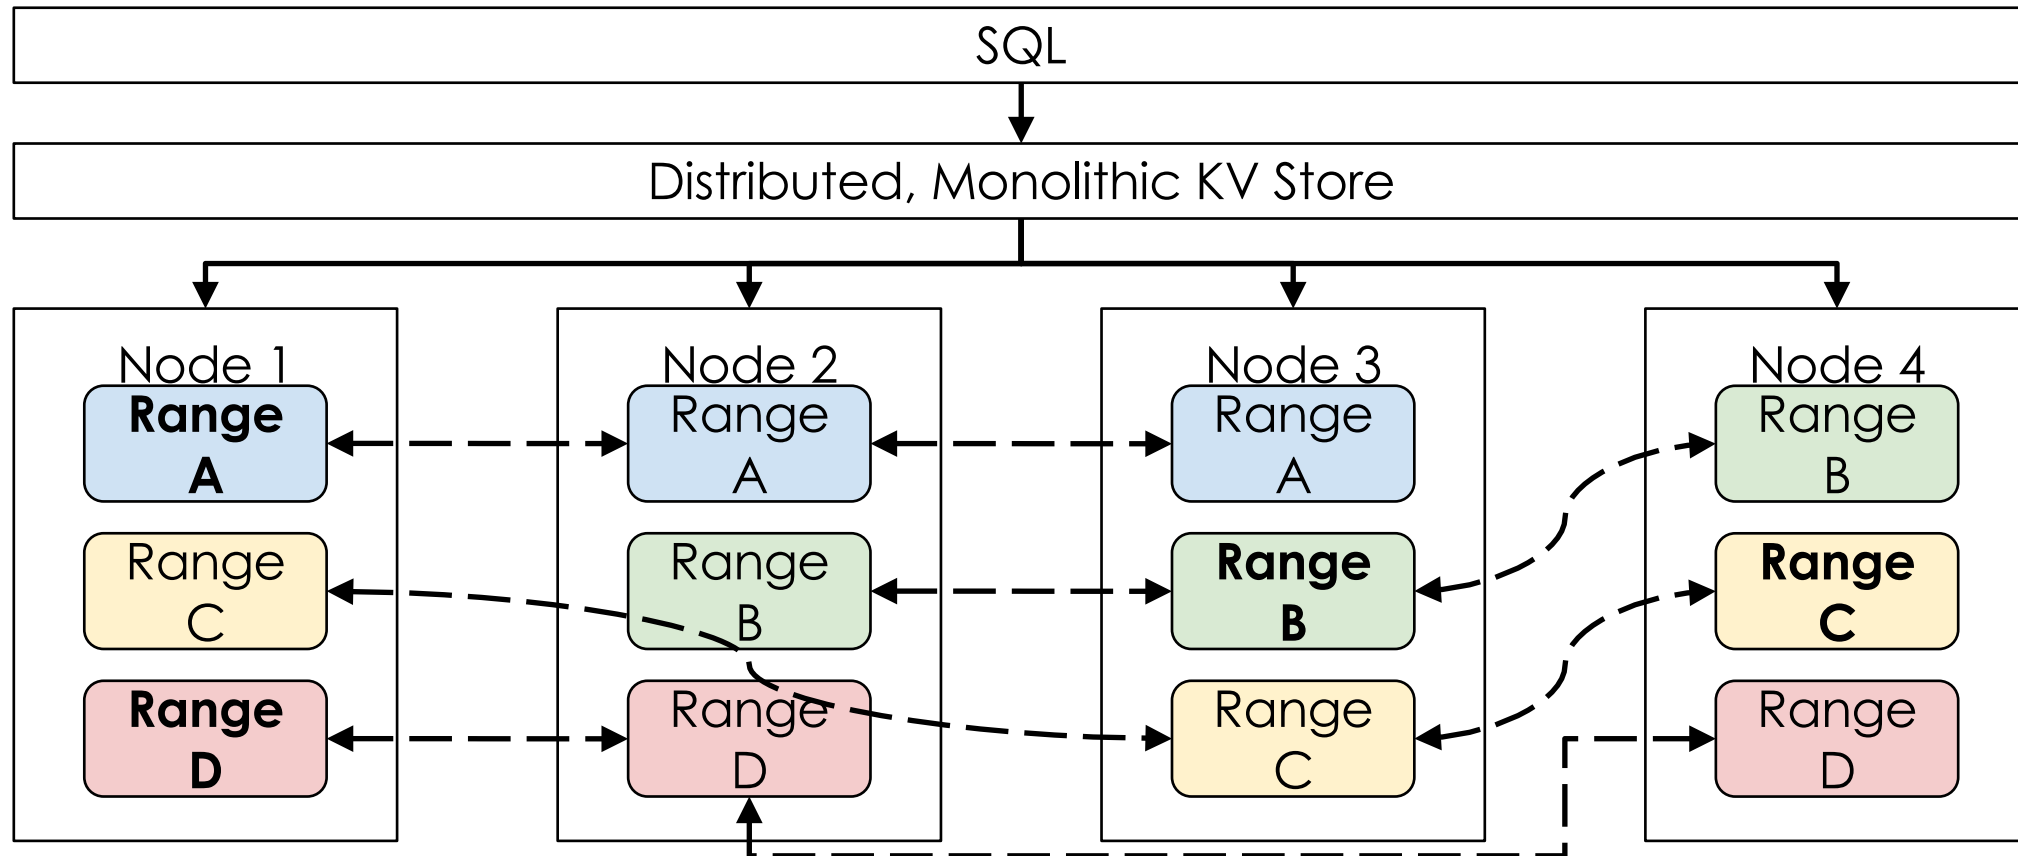 SQL
Distributed, Monolithic KV Store
Node 1
Range
A
Range
C
Range
D
Node 2
Range
A
Range
B
Range
D
Node 3
Range
A
Range
B
Range
C
Node 4
Range
B
Range
C
Range
D